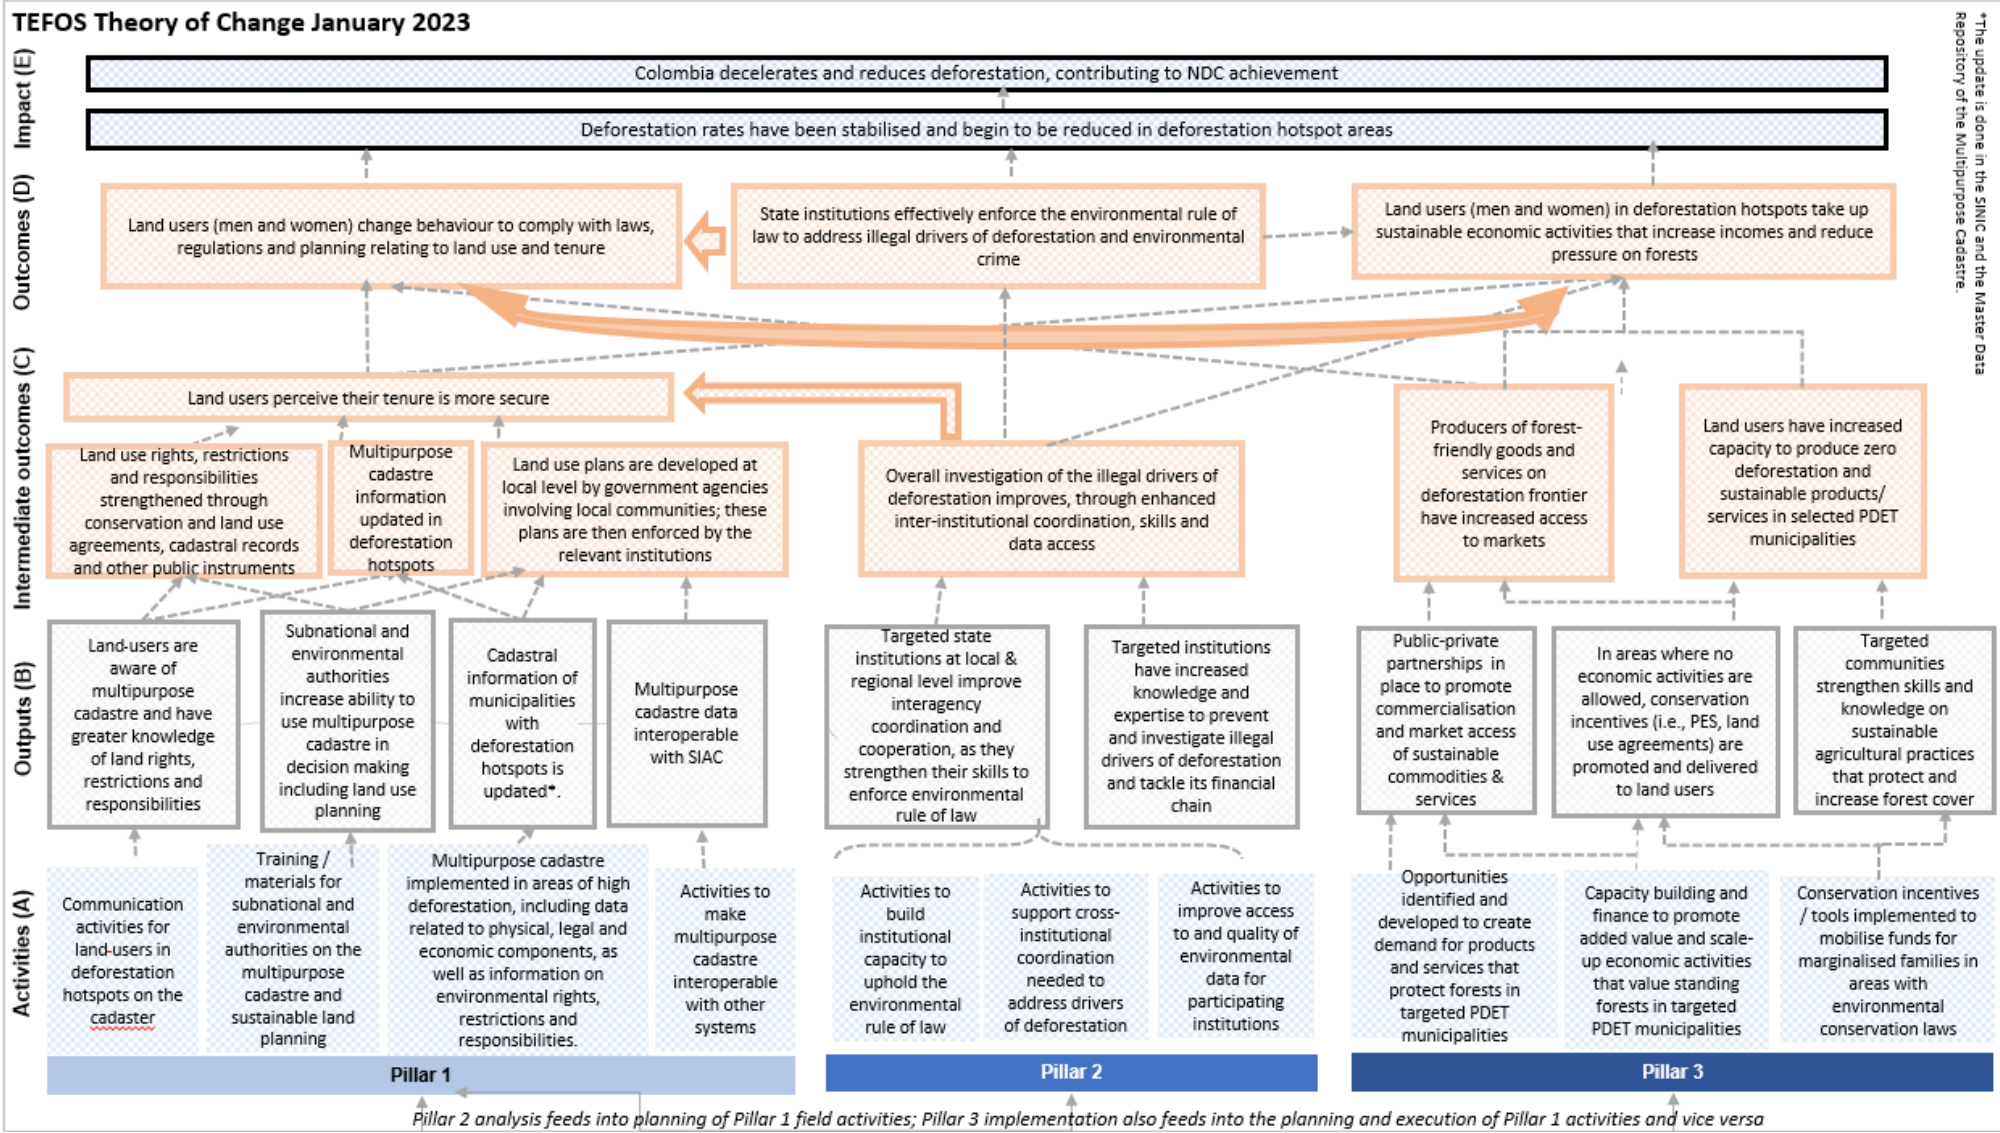 TEFOS Theory of Change January 2023
*The update is done in the SINIC and the Master Data
Repository of the Multipurpose Cadastre.
Impact (E)
Colombia decelerates and reduces deforestation, contributing to NDC achievement
Deforestation rates have been stabilised and begin to be reduced in deforestation hotspot areas
Outcomes (D)
Land users (men and women) change behaviour to comply with laws,
regulations and planning relating to land use and tenure
State institutions effectively enforce the environmental rule of
law to address illegal drivers of deforestation and environmental
crime
Land users (men and women) in deforestation hotspots take up
sustainable economic activities that increase incomes and reduce
pressure on forests
Intermediate outcomes (C)
Land users perceive their tenure is more secure
Land use rights, restrictions
and responsibilities
strengthened through
conservation and land use
agreements, cadastral records
and other public instruments
Multipurpose
cadastre
information
updated in
deforestation
hotspots
Land use plans are developed at
local level by government agencies
involving local communities; these
plans are then enforced by the
relevant institutions
Overall investigation of the illegal drivers of
deforestation improves, through enhanced
inter-institutional coordination, skills and
data access
Producers of forest-
friendly goods and
services on
deforestation frontier
have increased access
to markets
Land users have increased
capacity to produce zero
deforestation and
sustainable products/
services in selected PDET
municipalities
Outputs (B)
Land-users are
aware of
multipurpose
cadastre and have
greater knowledge
of land rights,
restrictions and
responsibilities
Subnational and
environmental
authorities
increase ability to
use multipurpose
cadastre in
decision making
including land use
planning
Cadastral
information of
municipalities
with
deforestation
hotspots is
updated*.
Multipurpose
cadastre data
interoperable
with SIAC
Targeted state
institutions at local &
regional level improve
interagency
coordination and
cooperation, as they
strengthen their skills to
enforce environmental
rule of law
Targeted institutions
have increased
knowledge and
expertise to prevent
and investigate illegal
drivers of deforestation
and tackle its financial
chain
Public-private
partnerships in
place to promote
commercialisation
and market access
of sustainable
commodities &
services
In areas where no
economic activities are
allowed, conservation
incentives (i.e., PES, land
use agreements) are
promoted and delivered
to land users
Targeted
communities
strengthen skills and
knowledge on
sustainable
agricultural practices
that protect and
increase forest cover
Activities (A)
Communication
activities for
land-users in
deforestation
hotspots on the
cadaster
Training /
materials for
subnational and
environmental
authorities on the
multipurpose
cadastre and
sustainable land
planning
Multipurpose cadastre
implemented in areas of high
deforestation, including data
related to physical, legal and
economic components, as
well as information on
environmental rights,
restrictions and
responsibilities.
Activities to
make
multipurpose
cadastre
interoperable
with other
systems
Activities to
build
institutional
capacity to
uphold the
environmental
rule of law
Activities to
support cross-
institutional
coordination
needed to
address drivers
of deforestation
Activities to
improve access
to and quality of
environmental
data for
participating
institutions
Opportunities
identified and
developed to create
demand for products
and services that
protect forests in
targeted PDET
municipalities
Capacity building and
finance to promote
added value and scale-
up economic activities
that value standing
forests in targeted
PDET municipalities
Conservation incentives
/ tools implemented to
mobilise funds for
marginalised families in
areas with
environmental
conservation laws
Pillar 1
Pillar 2
Pillar 3
Pillar 2 analysis feeds into planning of Pillar 1 field activities; Pillar 3 implementation also feeds into the planning and execution of Pillar 1 activities and vice versa